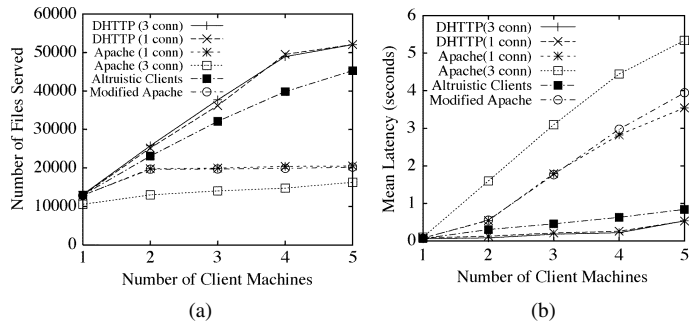 60000
50000
40000
30000
20000
10000
0
Number of Files Served
DHTTP (3 conn)
DHTTP (1 conn)
Apache (1 conn)
Apache (3 conn)
Altruistic Clients
Modified Apache
1 2 3 4 5
Number of Client Machines
(a)
6
5
4
3
2
1
0
Mean Latency (seconds)
DHTTP(3 conn)
DHTTP(1 conn)
Apache(1 conn)
Apache(3 conn)
Altruistic Clients
Modified Apache
1 2 3 4 5
Number of Client Machines
(b)